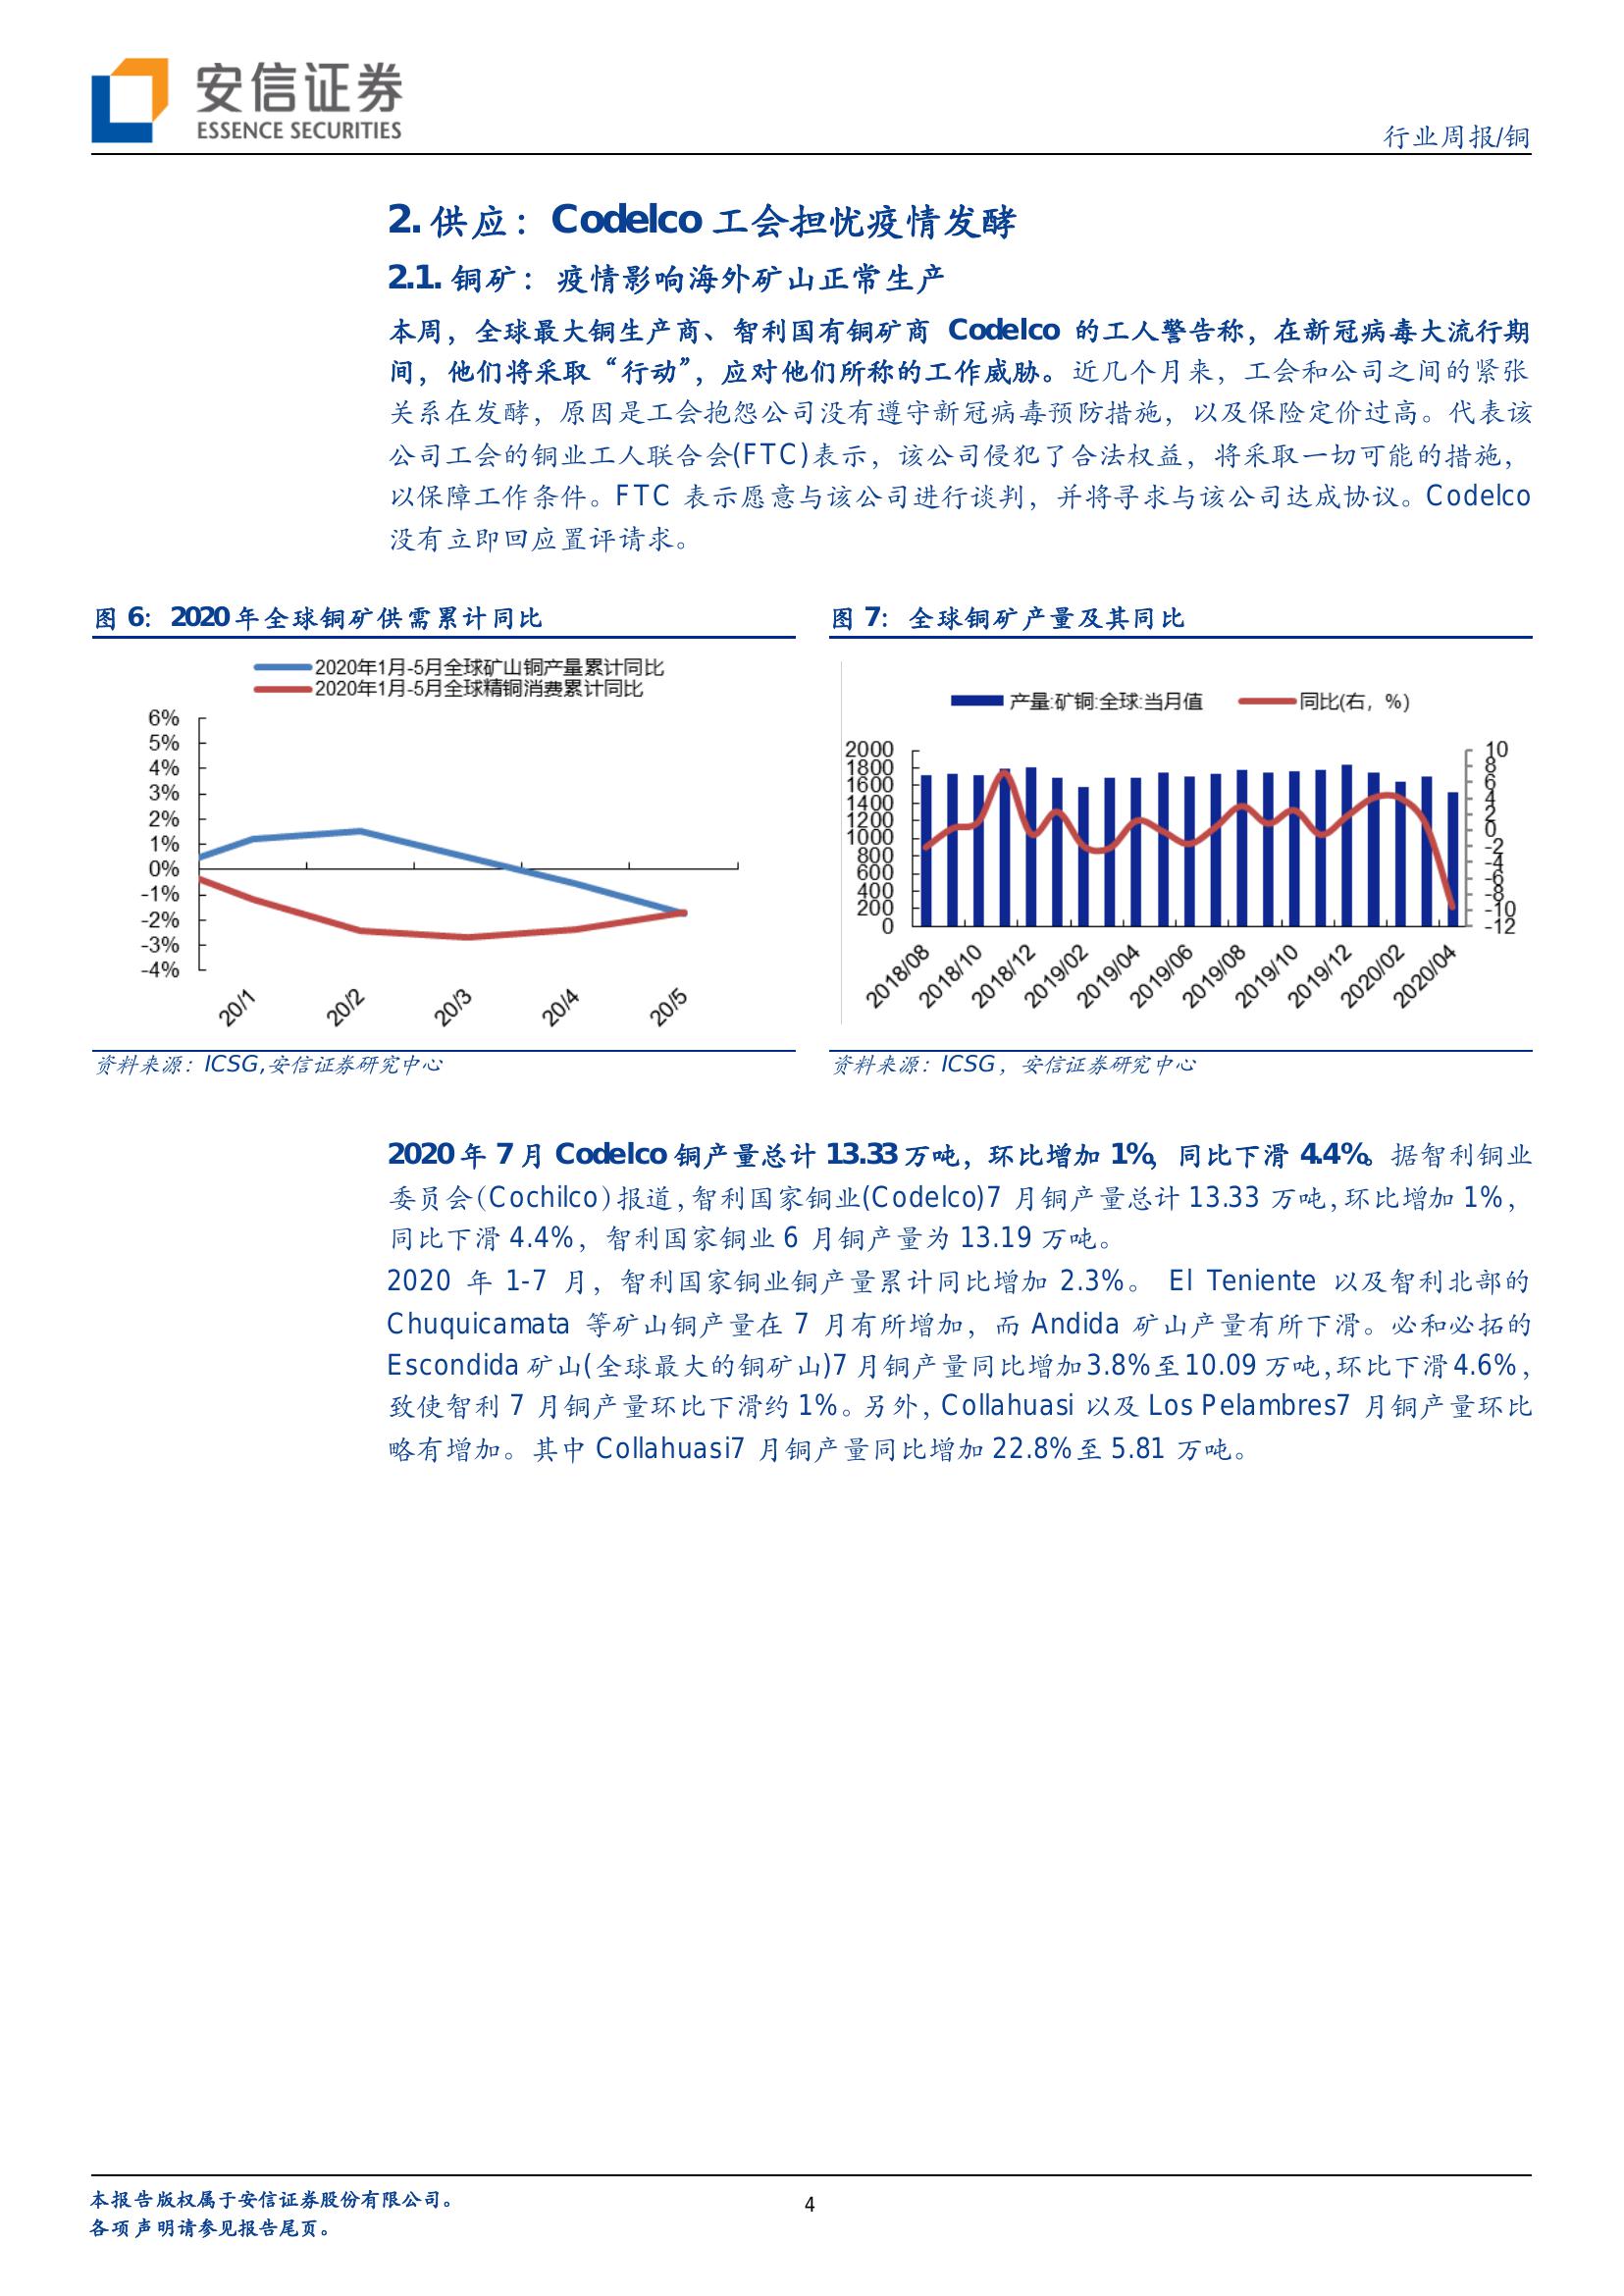 安信证券
ESSENCE SECURITIES
行业周报/铜
2. 供应：Codelco 工会担忧疫情发酵
2.1. 铜矿：疫情影响海外矿山正常生产
本周，全球最大铜生产商、智利国有铜矿商 Codelco 的工人警告称，在新冠病毒大流行期
间，他们将采取“行动”，应对他们所称的工作威胁。近几个月来，工会和公司之间的紧张
关系在发酵，原因是工会抱怨公司没有遵守新冠病毒预防措施，以及保险定价过高。代表该
公司工会的铜业工人联合会(FTC)表示，该公司侵犯了合法权益，将采取一切可能的措施，
以保障工作条件。FTC 表示愿意与该公司进行谈判，并将寻求与该公司达成协议。Codelco
没有立即回应置评请求。
图 6：2020 年全球铜矿供需累计同比
2020年1月-5月全球矿山铜产量累计同比
2020年1月-5月全球精铜消费累计同比
6%
5%
4%
3%
2%
1%
0%
-1%
-2%
-3%
-4%
20/1
20/2
20/3
20/4
20/5
资料来源：ICSG,安信证券研究中心
图 7：全球铜矿产量及其同比
产量:矿铜:全球:当月值
同比(右，%)
2000
1800
1600
1400
1200
1000
800
600
400
200
0
10
8
6
4
2
0
-2
-4
-6
-8
-10
-12
2018/08
2018/10
2018/12
2019/02
2019/04
2019/06
2019/08
2019/10
2019/12
2020/02
2020/04
资料来源：ICSG，安信证券研究中心
2020 年 7 月 Codelco 铜产量总计 13.33 万吨，环比增加 1%，同比下滑 4.4%。据智利铜业
委员会（Cochilco）报道，智利国家铜业(Codelco)7 月铜产量总计 13.33 万吨，环比增加 1%，
同比下滑 4.4%，智利国家铜业 6 月铜产量为 13.19 万吨。
2020 年 1-7 月，智利国家铜业铜产量累计同比增加 2.3%。 El Teniente 以及智利北部的
Chuquicamata 等矿山铜产量在 7 月有所增加，而 Andida 矿山产量有所下滑。必和必拓的
Escondida 矿山(全球最大的铜矿山)7 月铜产量同比增加 3.8%至 10.09 万吨，环比下滑 4.6%，
致使智利 7 月铜产量环比下滑约 1%。另外，Collahuasi 以及 Los Pelambres7 月铜产量环比
略有增加。其中 Collahuasi7 月铜产量同比增加 22.8%至 5.81 万吨。
本报告版权属于安信证券股份有限公司。
各项声明请参见报告尾页。
4